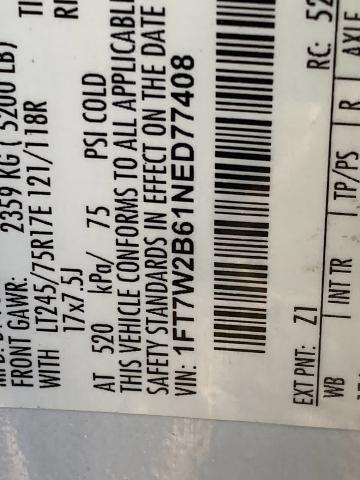 2359 KG ( 5200 LB)
FRONT GAWR:
WITH LT245/75R17E 121/118R
17x7.5J
AT 520 kPa/ 75 PSI COLD
THIS VEHICLE CONFORMS TO ALL APPLICABL
SAFETY STANDARDS IN EFFECT ON THE DATE
VIN: 1FT7W2B61NED77408
EXT PNT: Z1 RC: 52
WB INT TR TP/PS R AXLE